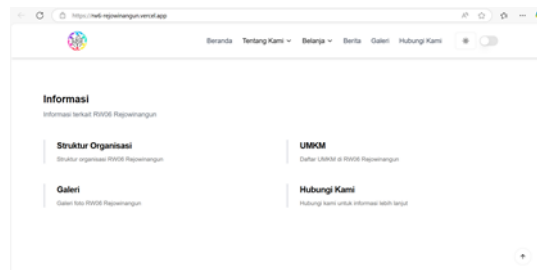 https://rw6-rejowinangun.vercel.app
Beranda Tentang Kami Belanja Berita Galeri Hubungi Kami
Informasi
Informasi terkait RW06 Rejowinangun
Struktur Organisasi
Struktur organisasi RW06 Rejowinangun
UMKM
Daftar UMKM di RW06 Rejowinangun
Galeri
Galeri foto RW06 Rejowinangun
Hubungi Kami
Hubungi kami untuk informasi lebih lanjut